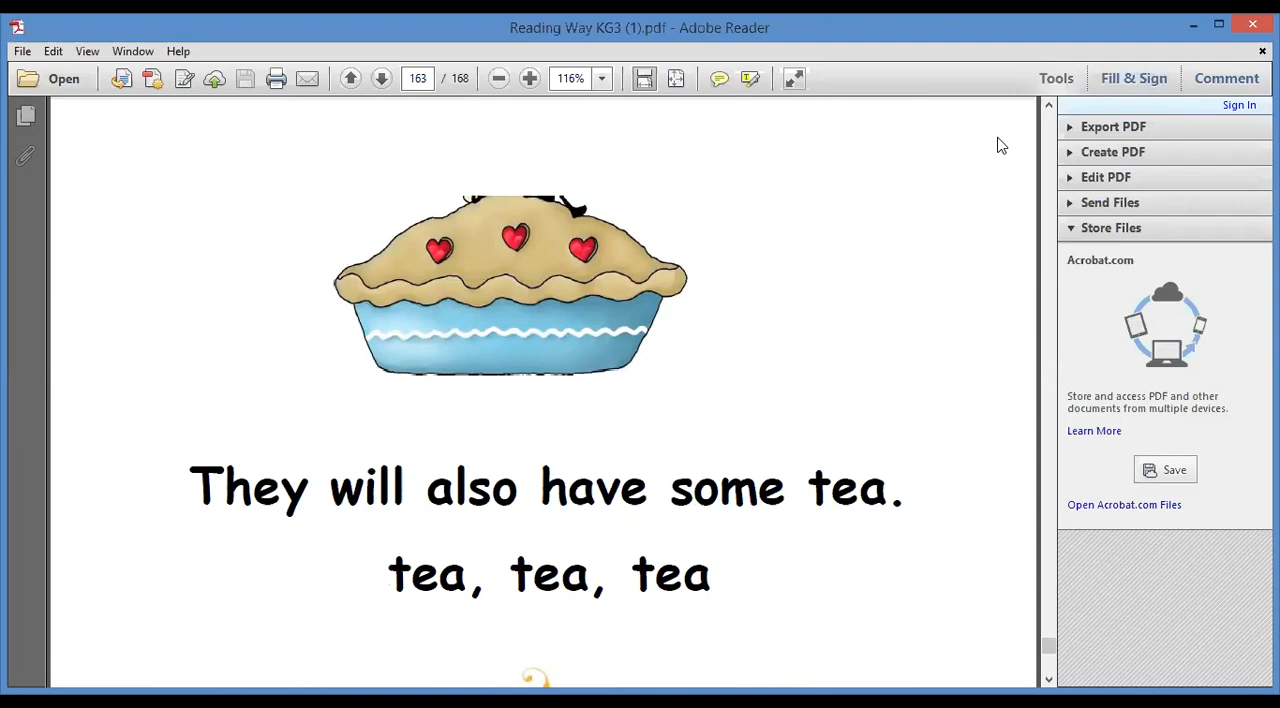 Reading Way KG3 (1).pdf - Adobe Reader
File Edit View Window Help
Open 163 / 168 116% Tools Fill & Sign Comment
Sign In
Export PDF
Create PDF
Edit PDF
Send Files
Store Files
Acrobat.com
Store and access PDF and other
documents from multiple devices.
Learn More
Save
Open Acrobat.com Files
They will also have some tea.
tea, tea, tea